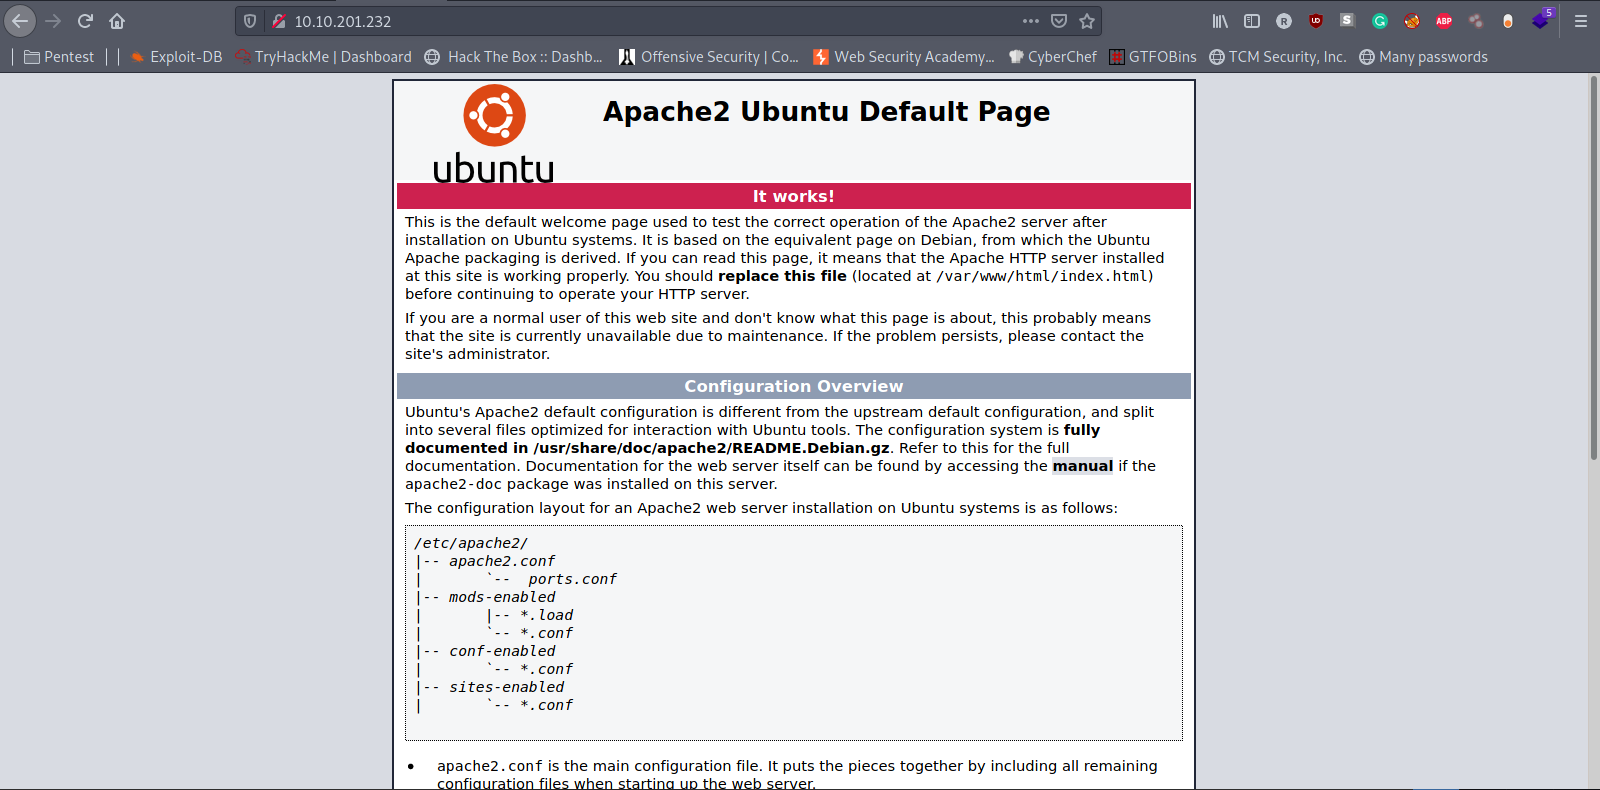 10.10.201.232
5
Pentest Exploit-DB TryHackMe | Dashboard Hack The Box :: Dashb... Offensive Security | Co... Web Security Academy... CyberChef GTFOBins TCM Security, Inc. Many passwords
R UD S G ABP
ubuntu
Apache2 Ubuntu Default Page
It works!
This is the default welcome page used to test the correct operation of the Apache2 server after
installation on Ubuntu systems. It is based on the equivalent page on Debian, from which the Ubuntu
Apache packaging is derived. If you can read this page, it means that the Apache HTTP server installed
at this site is working properly. You should replace this file (located at /var/www/html/index.html)
before continuing to operate your HTTP server.
If you are a normal user of this web site and don't know what this page is about, this probably means
that the site is currently unavailable due to maintenance. If the problem persists, please contact the
site's administrator.
Configuration Overview
Ubuntu's Apache2 default configuration is different from the upstream default configuration, and split
into several files optimized for interaction with Ubuntu tools. The configuration system is fully
documented in /usr/share/doc/apache2/README.Debian.gz. Refer to this for the full
documentation. Documentation for the web server itself can be found by accessing the manual if the
apache2-doc package was installed on this server.
The configuration layout for an Apache2 web server installation on Ubuntu systems is as follows:
/etc/apache2/
|-- apache2.conf
|       `--  ports.conf
|-- mods-enabled
|       |-- *.load
|       `-- *.conf
|-- conf-enabled
|       `-- *.conf
|-- sites-enabled
|       `-- *.conf
• apache2.conf is the main configuration file. It puts the pieces together by including all remaining
configuration files when starting up the web server.